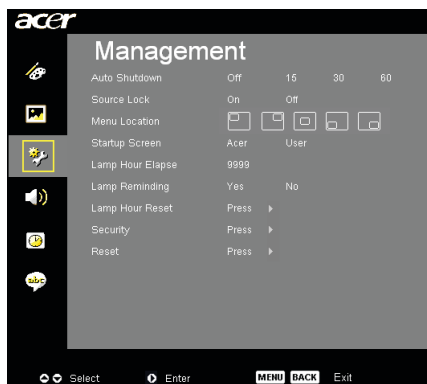 acer
Management
Auto Shutdown Off 15 30 60
Source Lock On Off
Menu Location
Startup Screen Acer User
Lamp Hour Elapse 9999
Lamp Reminding Yes No
Lamp Hour Reset Press
Security Press
Reset Press
abc
Select Enter MENU BACK Exit